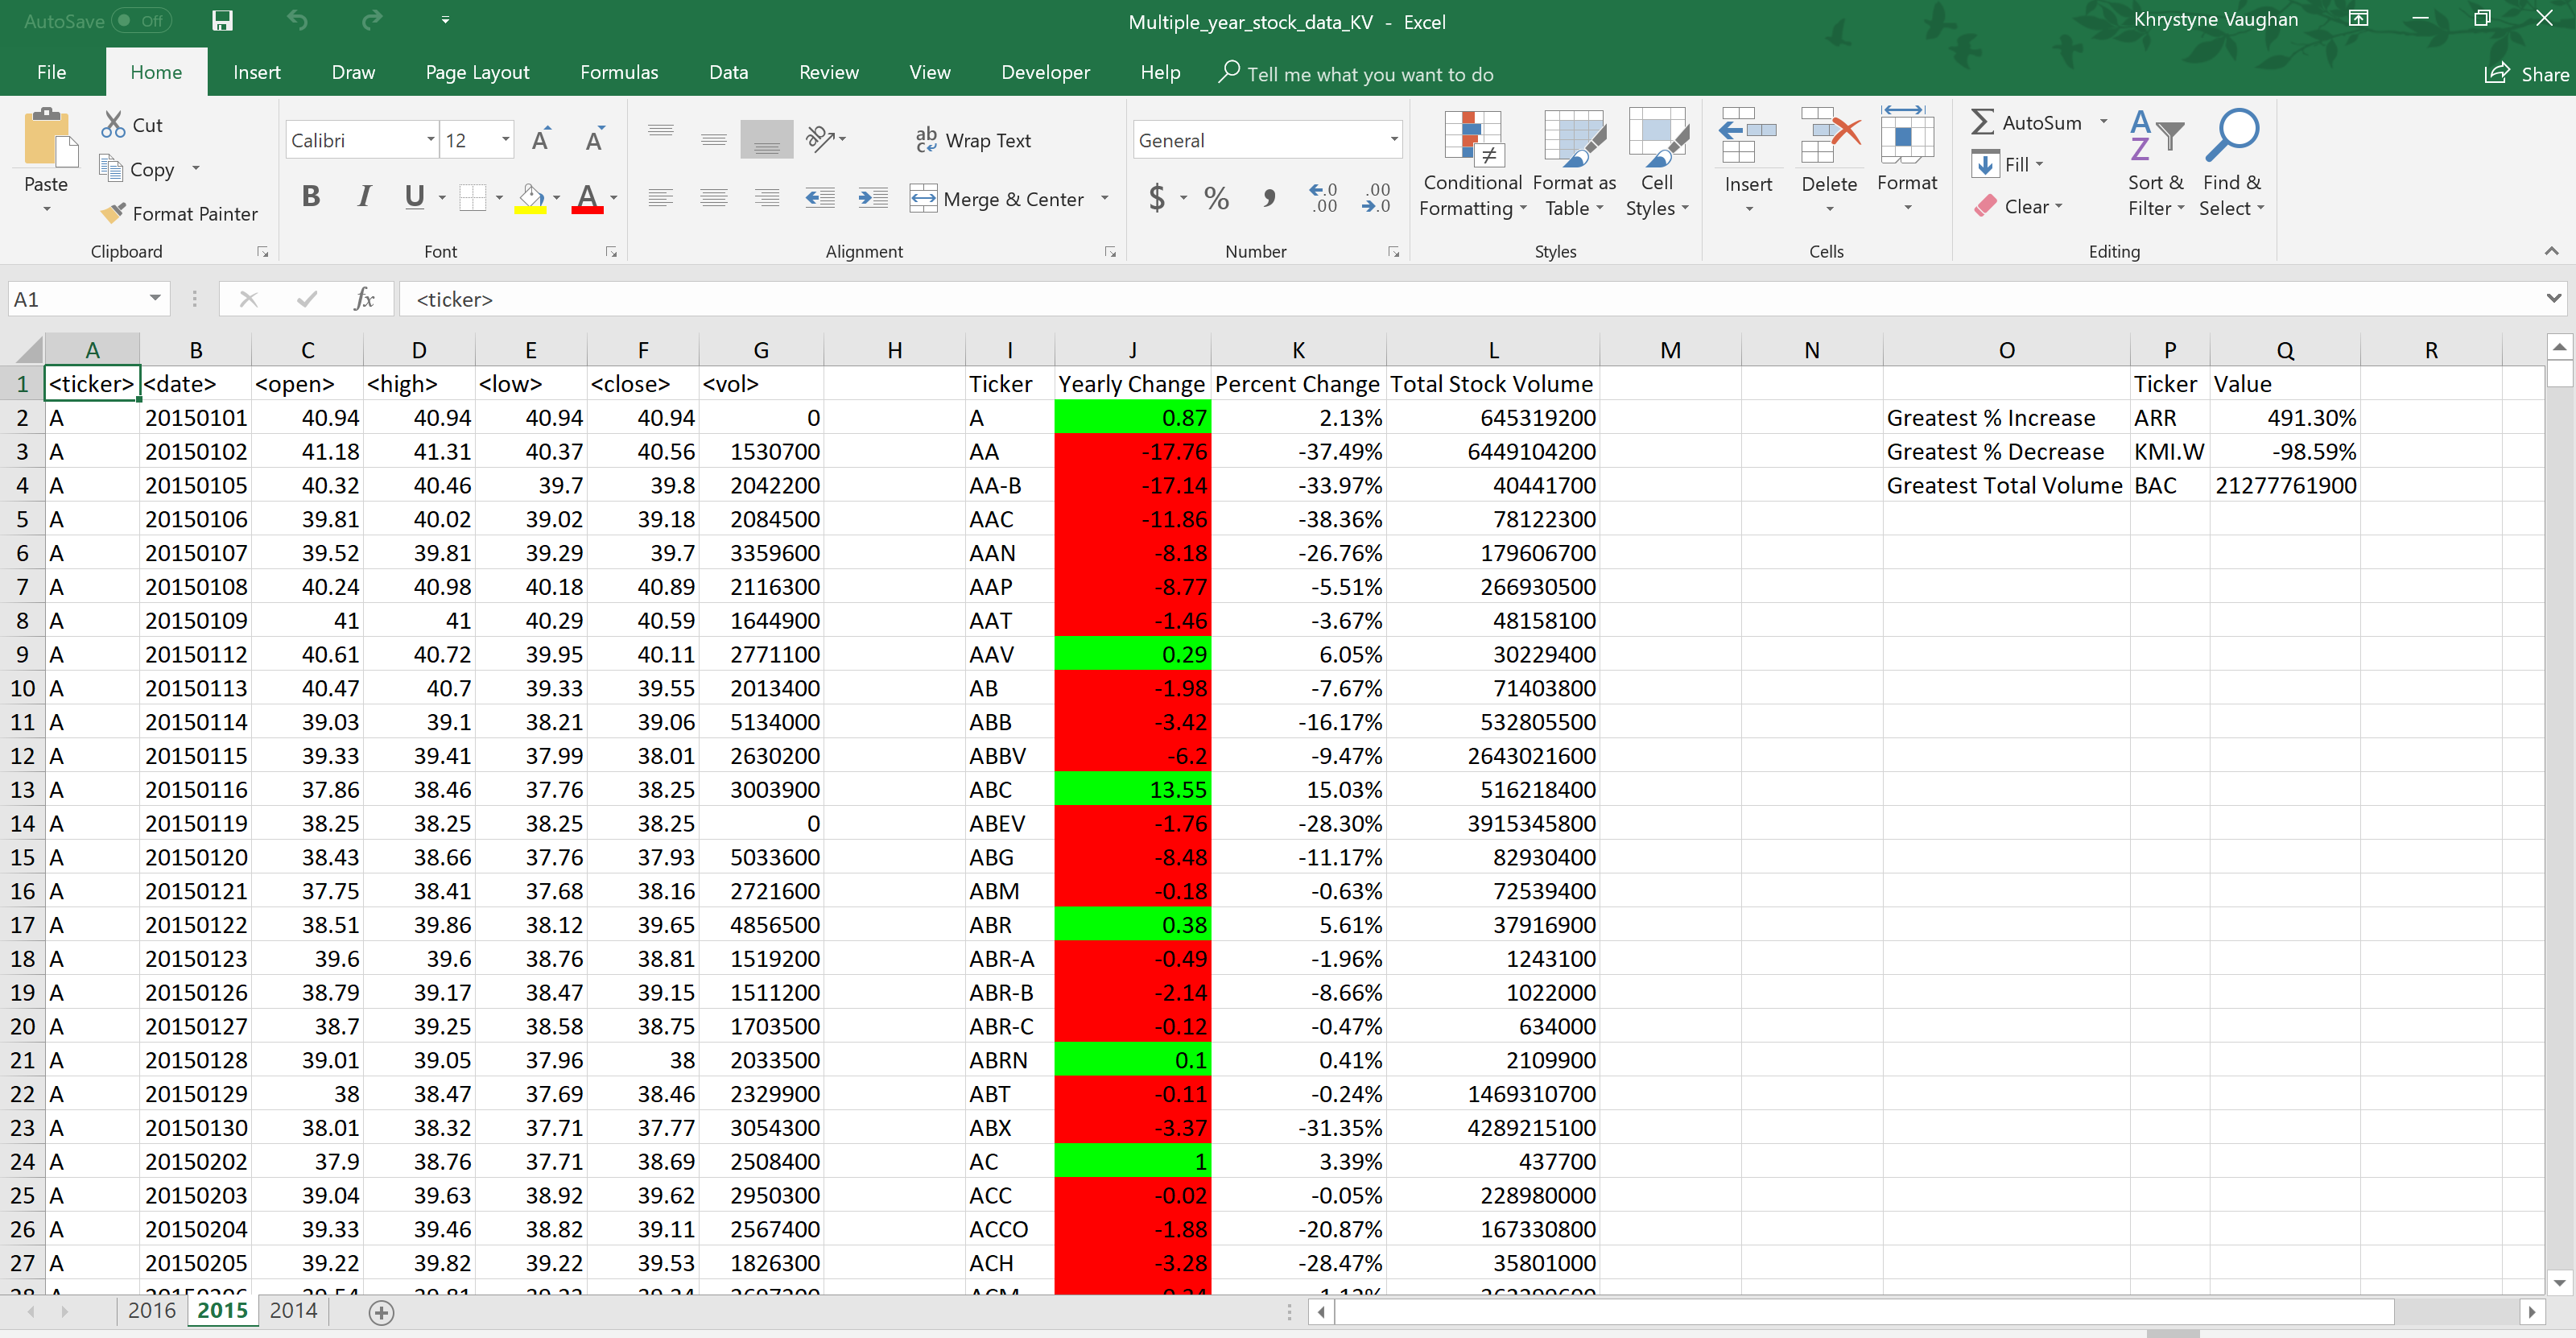 AutoSave Off Multiple_year_stock_data_KV - Excel Khrystyne Vaughan
File Home Insert Draw Page Layout Formulas Data Review View Developer Help Tell me what you want to do Share
Cut Calibri 12 A A ab Wrap Text General AutoSum
Paste Copy B I U A Merge & Center $ % , Conditional Formatting Format as Table Cell Styles Insert Delete Format Fill Sort & Filter Find & Select
Format Painter Clear
Clipboard Font Alignment Number Styles Cells Editing
A1 fx <ticker>
A B C D E F G H I J K L M N O P Q R
1 <ticker> <date> <open> <high> <low> <close> <vol> Ticker Yearly Change Percent Change Total Stock Volume Ticker Value
2 A 20150101 40.94 40.94 40.94 40.94 0 A 0.87 2.13% 645319200 Greatest % Increase ARR 491.30%
3 A 20150102 41.18 41.31 40.37 40.56 1530700 AA -17.76 -37.49% 6449104200 Greatest % Decrease KMI.W -98.59%
4 A 20150105 40.32 40.46 39.7 39.8 2042200 AA-B -17.14 -33.97% 40441700 Greatest Total Volume BAC 21277761900
5 A 20150106 39.81 40.02 39.02 39.18 2084500 AAC -11.86 -38.36% 78122300
6 A 20150107 39.52 39.81 39.29 39.7 3359600 AAN -8.18 -26.76% 179606700
7 A 20150108 40.24 40.98 40.18 40.89 2116300 AAP -8.77 -5.51% 266930500
8 A 20150109 41 41 40.29 40.59 1644900 AAT -1.46 -3.67% 48158100
9 A 20150112 40.61 40.72 39.95 40.11 2771100 AAV 0.29 6.05% 30229400
10 A 20150113 40.47 40.7 39.33 39.55 2013400 AB -1.98 -7.67% 71403800
11 A 20150114 39.03 39.1 38.21 39.06 5134000 ABB -3.42 -16.17% 532805500
12 A 20150115 39.33 39.41 37.99 38.01 2630200 ABBV -6.2 -9.47% 2643021600
13 A 20150116 37.86 38.46 37.76 38.25 3003900 ABC 13.55 15.03% 516218400
14 A 20150119 38.25 38.25 38.25 38.25 0 ABEV -1.76 -28.30% 3915345800
15 A 20150120 38.43 38.66 37.76 37.93 5033600 ABG -8.48 -11.17% 82930400
16 A 20150121 37.75 38.41 37.68 38.16 2721600 ABM -0.18 -0.63% 72539400
17 A 20150122 38.51 39.86 38.12 39.65 4856500 ABR 0.38 5.61% 37916900
18 A 20150123 39.6 39.6 38.76 38.81 1519200 ABR-A -0.49 -1.96% 1243100
19 A 20150126 38.79 39.17 38.47 39.15 1511200 ABR-B -2.14 -8.66% 1022000
20 A 20150127 38.7 39.25 38.58 38.75 1703500 ABR-C -0.12 -0.47% 634000
21 A 20150128 39.01 39.05 37.96 38 2033500 ABRN 0.1 0.41% 2109900
22 A 20150129 38 38.47 37.69 38.46 2329900 ABT -0.11 -0.24% 1469310700
23 A 20150130 38.01 38.32 37.71 37.77 3054300 ABX -3.37 -31.35% 4289215100
24 A 20150202 37.9 38.76 37.71 38.69 2508400 AC 1 3.39% 437700
25 A 20150203 39.04 39.63 38.92 39.62 2950300 ACC -0.02 -0.05% 228980000
26 A 20150204 39.33 39.46 38.82 39.11 2567400 ACCO -1.88 -20.87% 167330800
27 A 20150205 39.22 39.82 39.22 39.53 1826300 ACH -3.28 -28.47% 35801000
2016 2015 2014